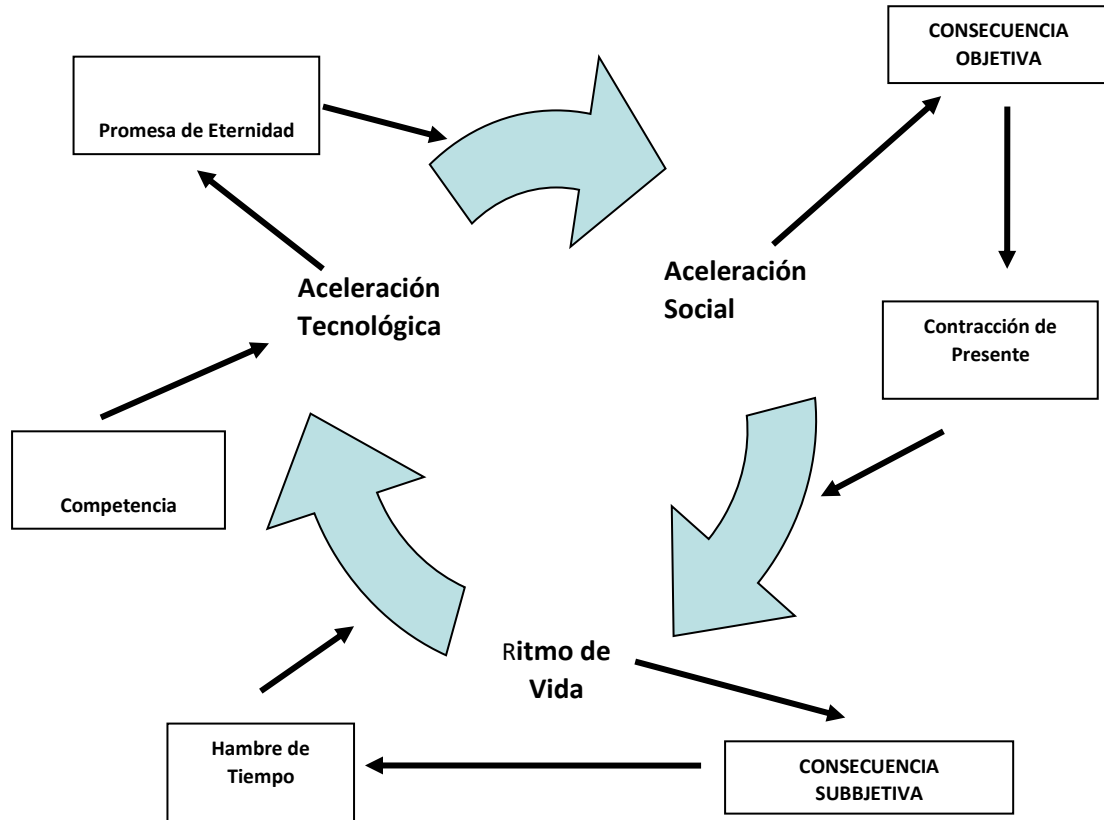 CONSECUENCIA
OBJETIVA
Promesa de Eternidad
Aceleración
Tecnológica
Aceleración
Social
Contracción de
Presente
Competencia
Ritmo de
Vida
Hambre de
Tiempo
CONSECUENCIA
SUBBJETIVA